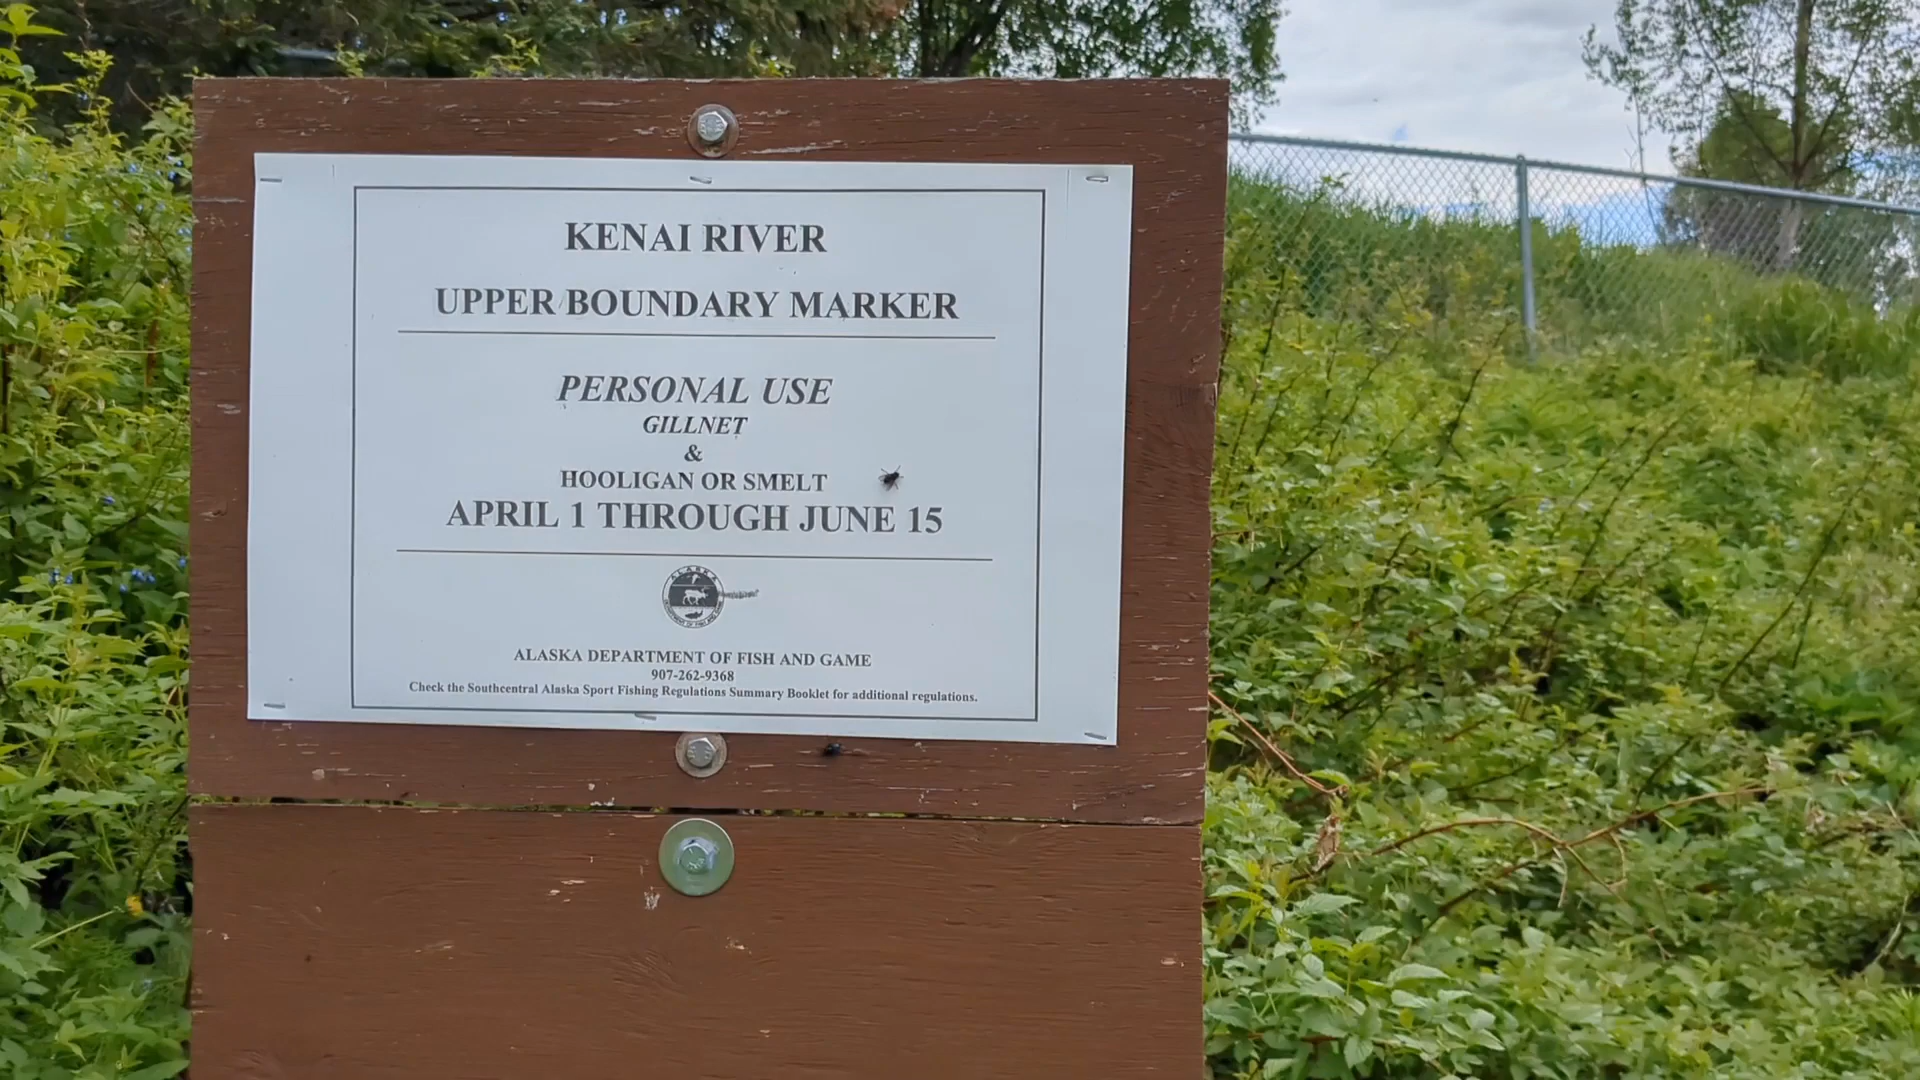 KENAI RIVER
UPPER BOUNDARY MARKER
PERSONAL USE
GILLNET
&
HOOLIGAN OR SMELT
APRIL 1 THROUGH JUNE 15
ALASKA
ALASKA DEPARTMENT OF FISH AND GAME
907-262-9368
Check the Southcentral Alaska Sport Fishing Regulations Summary Booklet for additional regulations.